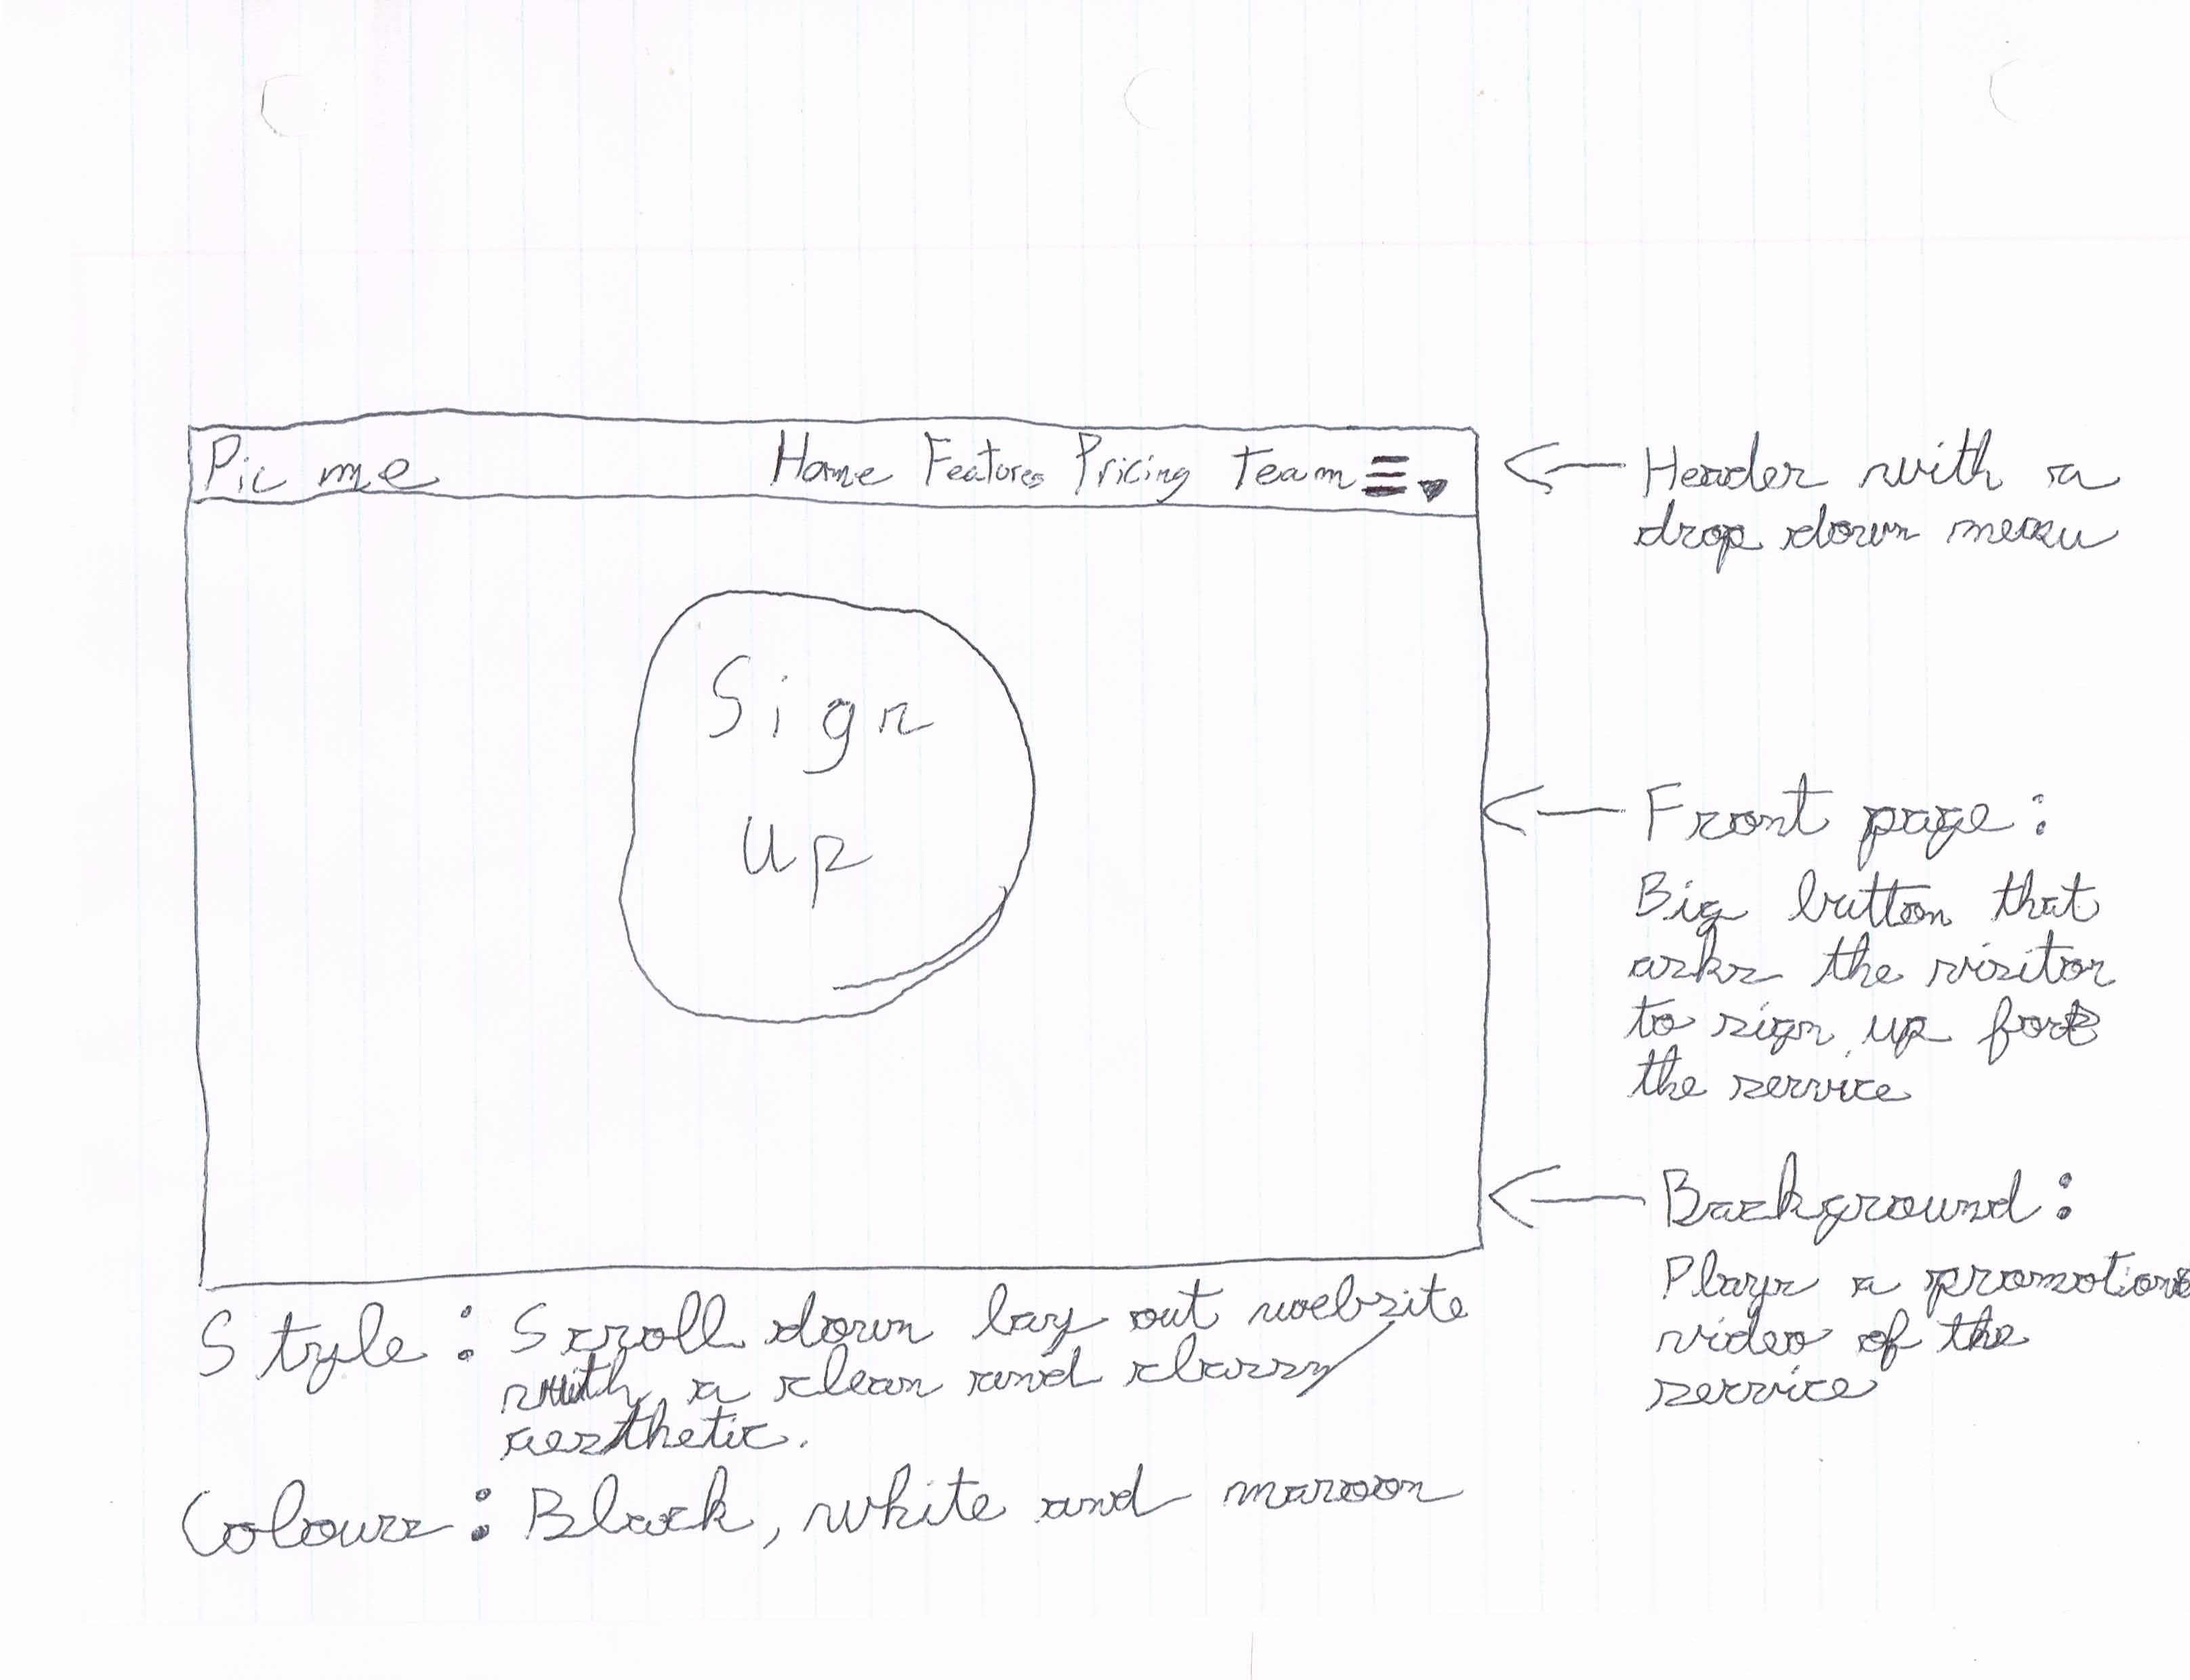 Pic me Home Features Pricing Team
Header with a
drop down menu
Sign
Up
Front page:
Big button that
asks the visitor
to sign up for
the service
Background:
Plays a promotional
video of the
service
Style: Scroll down lay out website
with a clean and classy
aesthetic.
Colours: Black, white and maroon